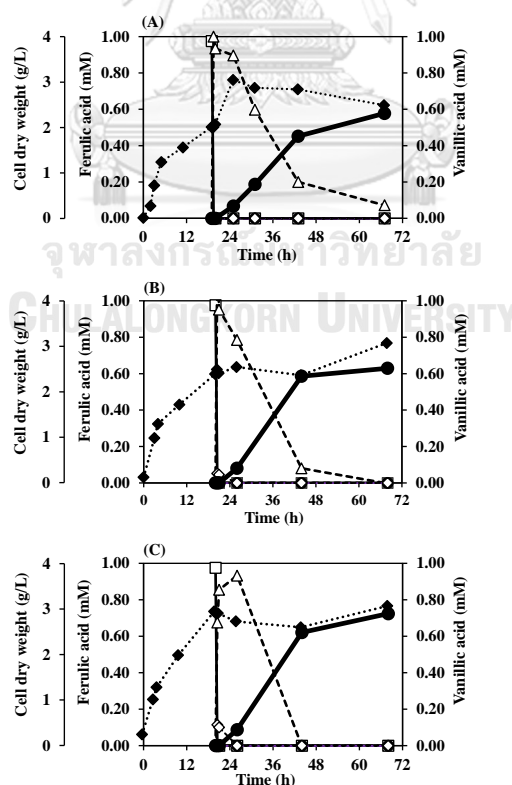 (A)
4 1.00 1.00
3 0.80 0.80
2 0.60 0.60
1 0.40 0.40
0.20 0.20
0 0.00 0.00
0 12 24 36 48 60 72
Cell dry weight (g/L)
Ferulic acid (mM)
Vanillic acid (mM)
Time (h)
จุฬาลงกรณ์มหาวิทยาลัย
(B)
CHULALONGKORN UNIVERSITY
4 1.00 1.00
3 0.80 0.80
2 0.60 0.60
1 0.40 0.40
0.20 0.20
0 0.00 0.00
0 12 24 36 48 60 72
Cell dry weight (g/L)
Ferulic acid (mM)
Vanillic acid (mM)
Time (h)
(C)
4 1.00 1.00
3 0.80 0.80
2 0.60 0.60
1 0.40 0.40
0.20 0.20
0 0.00 0.00
0 12 24 36 48 60 72
Cell dry weight (g/L)
Ferulic acid (mM)
Vanillic acid (mM)
Time (h)